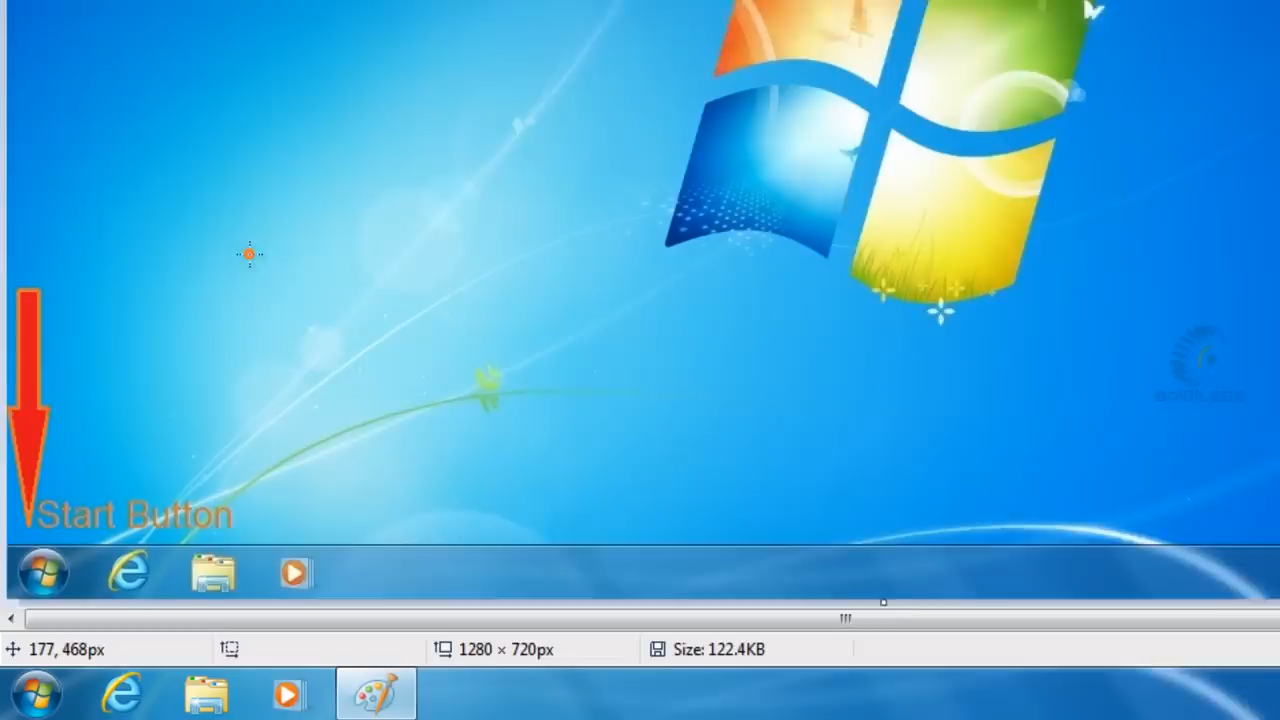 Start Button
177, 468px
1280 × 720px
Size: 122.4KB